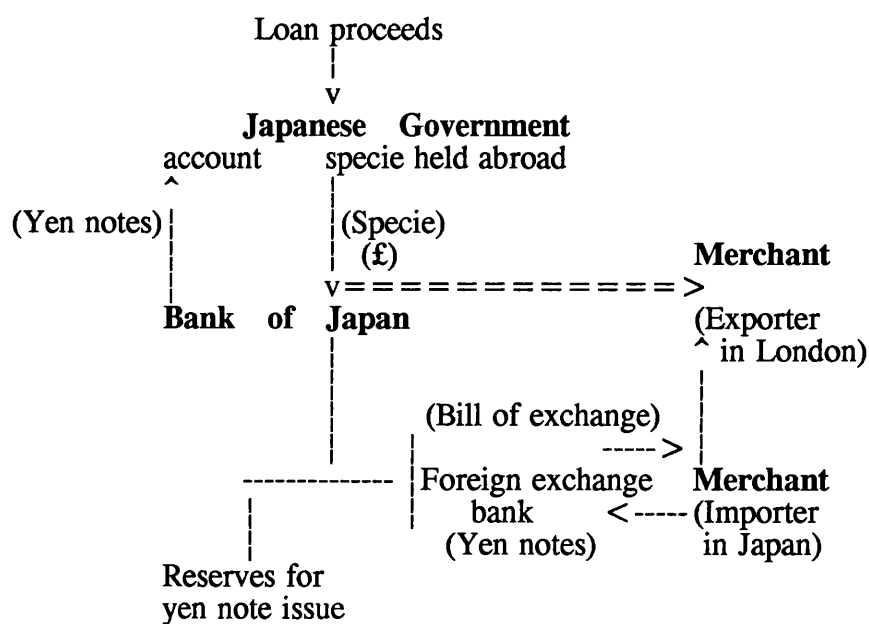 Loan proceeds
Japanese Government
account specie held abroad
(Yen notes)
(Specie)
(£)
Merchant
Bank of Japan
(Exporter
in London)
(Bill of exchange)
Foreign exchange
bank
(Yen notes)
Merchant
(Importer
in Japan)
Reserves for
yen note issue